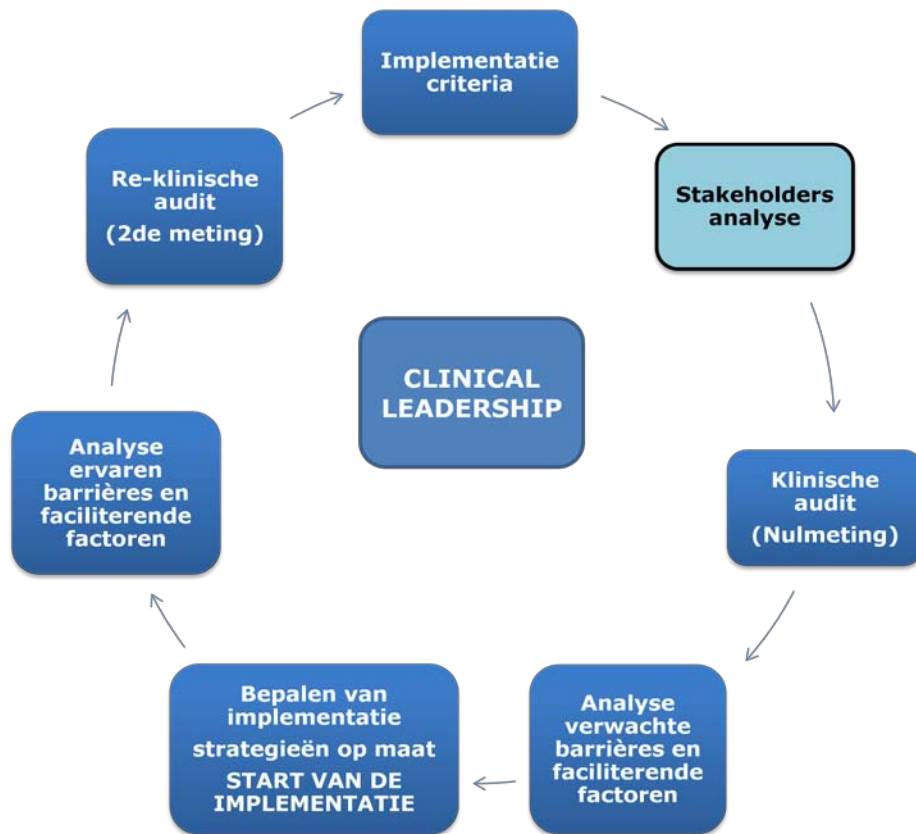 Implementatie
criteria
Stakeholders
analyse
Klinische
audit
(Nulmeting)
Analyse
verwachte
barrières en
faciliterende
factoren
Bepalen van
implementatie
strategieën op maat
START VAN DE
IMPLEMENTATIE
Analyse
ervaren
barrières en
faciliterende
factoren
Re-klinische
audit
(2de meting)
CLINICAL
LEADERSHIP